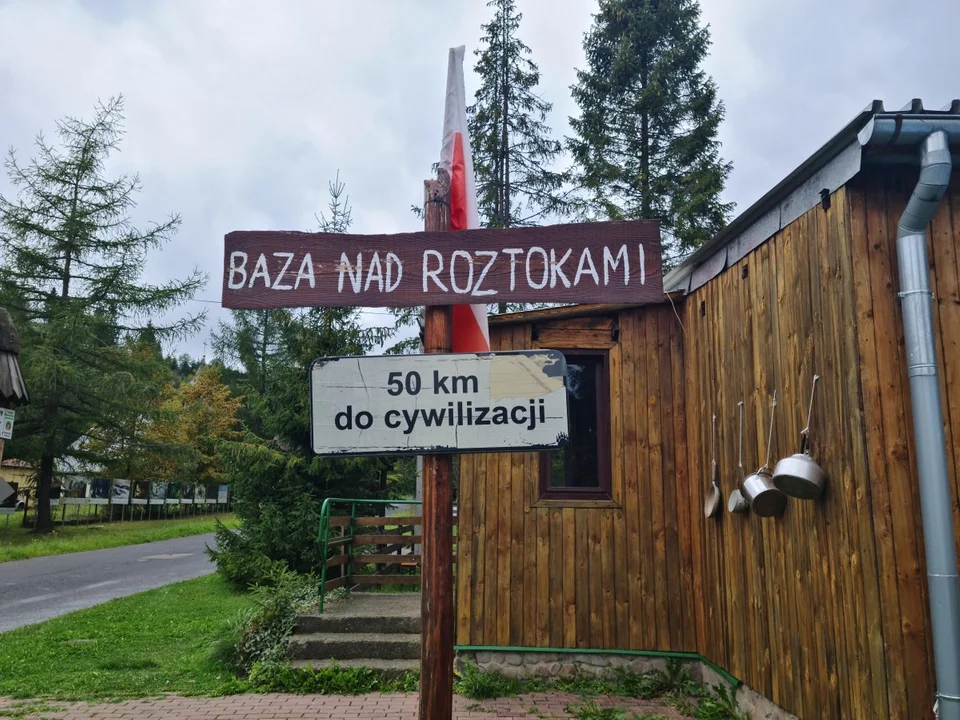 BAZA NAD ROZTOKAMI
50 km
do cywilizacji